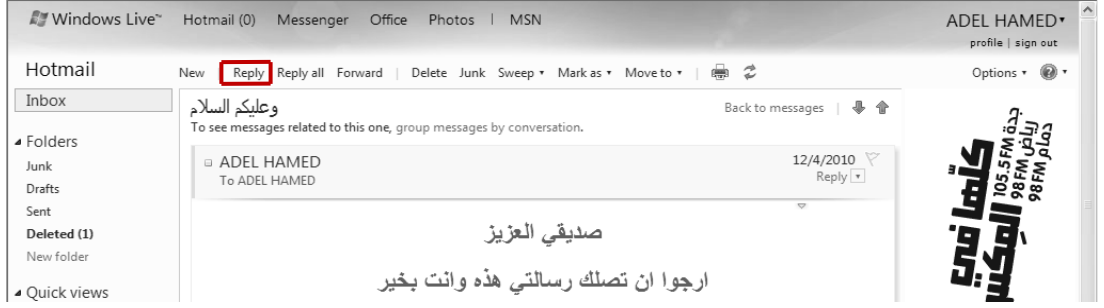 Windows Live™ Hotmail (0) Messenger Office Photos | MSN ADEL HAMED
profile | sign out
Hotmail
New | Reply Reply all Forward | Delete Junk Sweep Mark as Move to | Options
Inbox
وعليكم السلام
Back to messages |
To see messages related to this one, group messages by conversation.
Folders
Junk
Drafts
Sent
Deleted (1)
New folder
Quick views
ADEL HAMED 12/4/2010
To ADEL HAMED Reply
صديقي العزيز
ارجوا ان تصلك رسالتي هذه وانت بخير
جدة 105.5 FM
رياض 98 FM
دمام 98 FM
كلها في